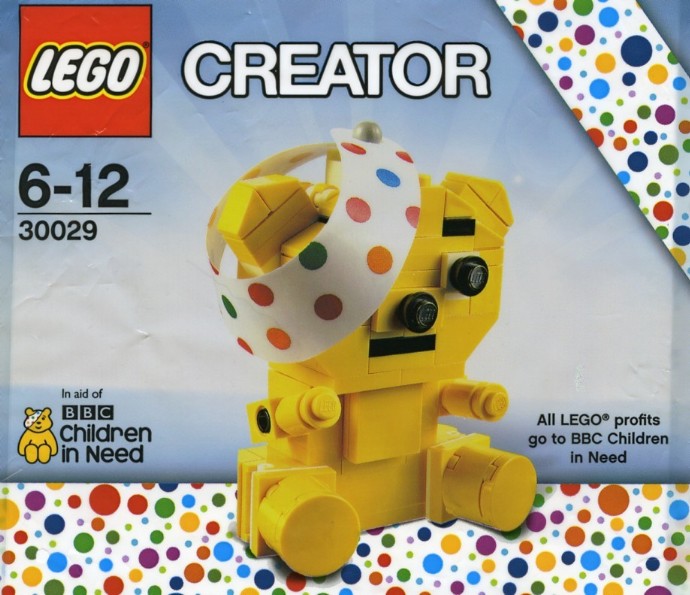 LEGO®
CREATOR
6-12
30029
In aid of
BBC
Children
in Need
All LEGO® profits
go to BBC Children
in Need